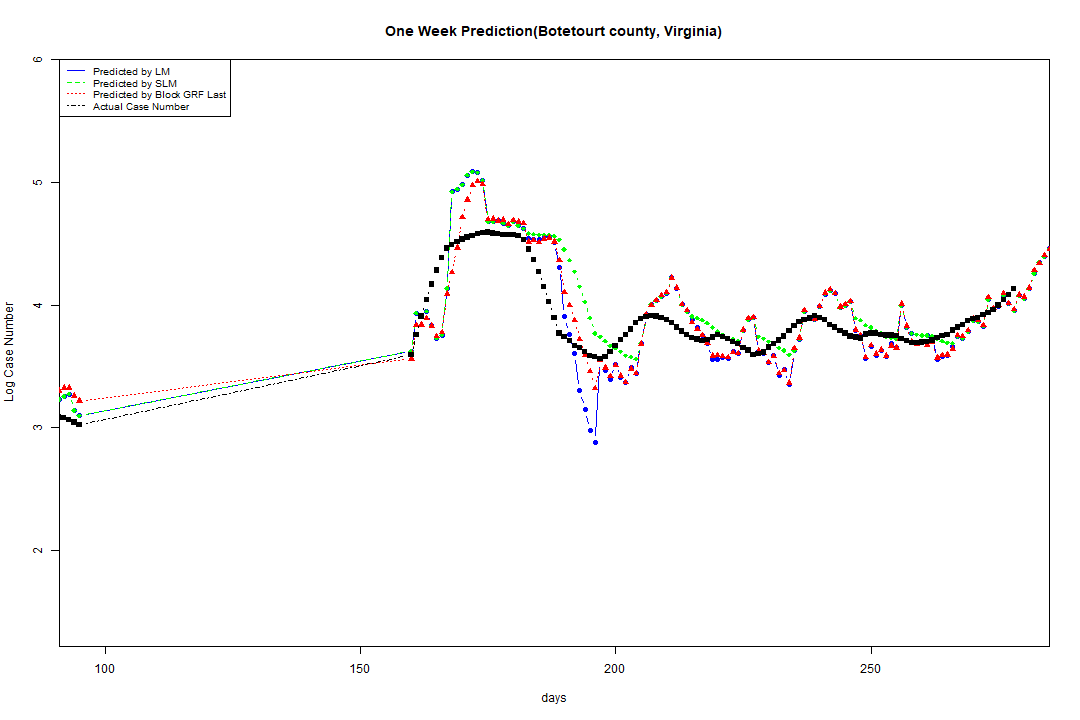 One Week Prediction(Botetourt county, Virginia)
Predicted by LM
Predicted by SLM
Predicted by Block GRF Last
Actual Case Number
6
5
4
3
2
Log Case Number
100 150 200 250
days